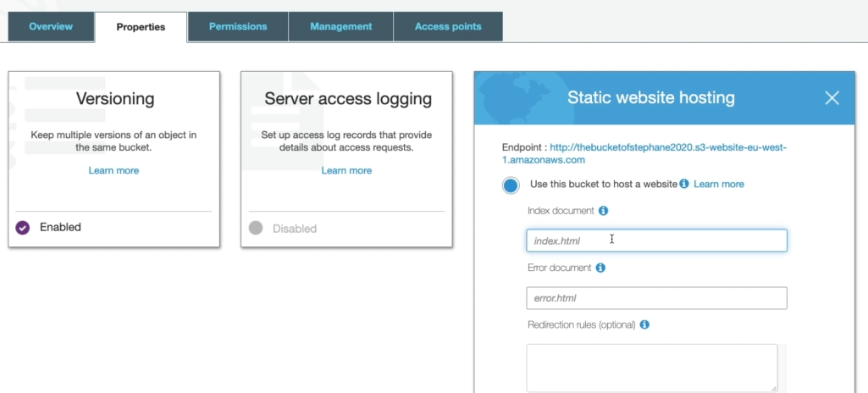 Overview
Properties
Permissions
Management
Access points
Versioning
Keep multiple versions of an object in
the same bucket.
Learn more
Enabled
Server access logging
Set up access log records that provide
details about access requests.
Learn more
Disabled
Static website hosting
Endpoint : http://thebucketofstephane2020.s3-website-eu-west-
1.amazonaws.com
Use this bucket to host a website Learn more
Index document
index.html
Error document
error.html
Redirection rules (optional)